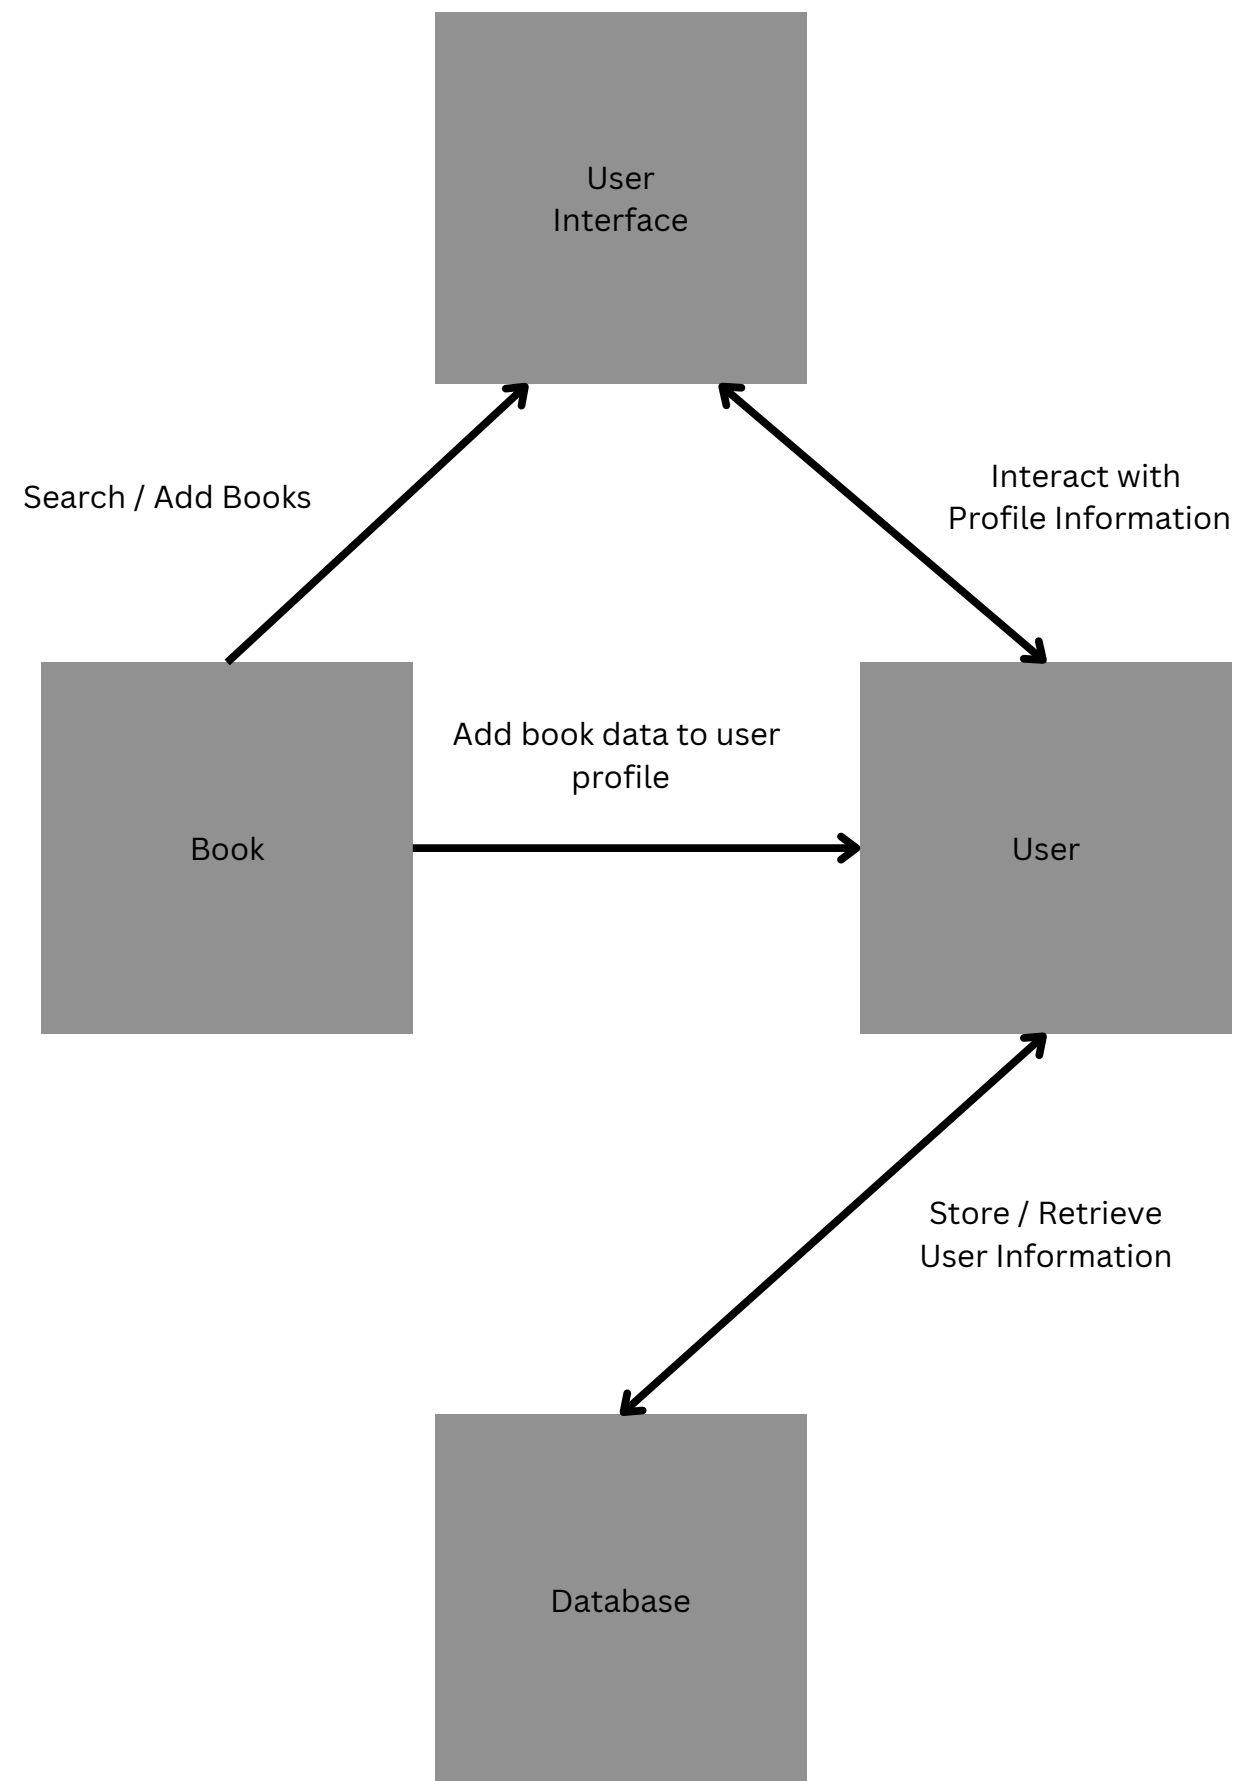 User
Interface
Search / Add Books
Interact with
Profile Information
Add book data to user
profile
Book
User
Store / Retrieve
User Information
Database